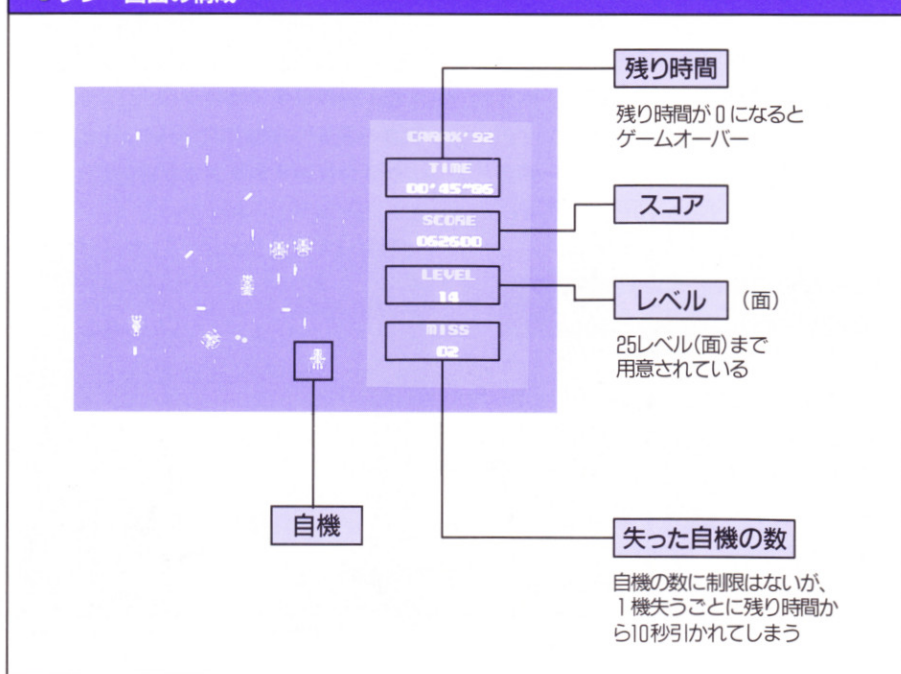 画面の構成
残り時間
残り時間が0になると
ゲームオーバー
CARAX'92
TIME
00'45"06
スコア
SCORE
062600
LEVEL
14
レベル (面)
25レベル(面)まで
用意されている
MISS
02
自機
失った自機の数
自機の数に制限はないが、
1機失うごとに残り時間か
ら10秒引かれてしまう